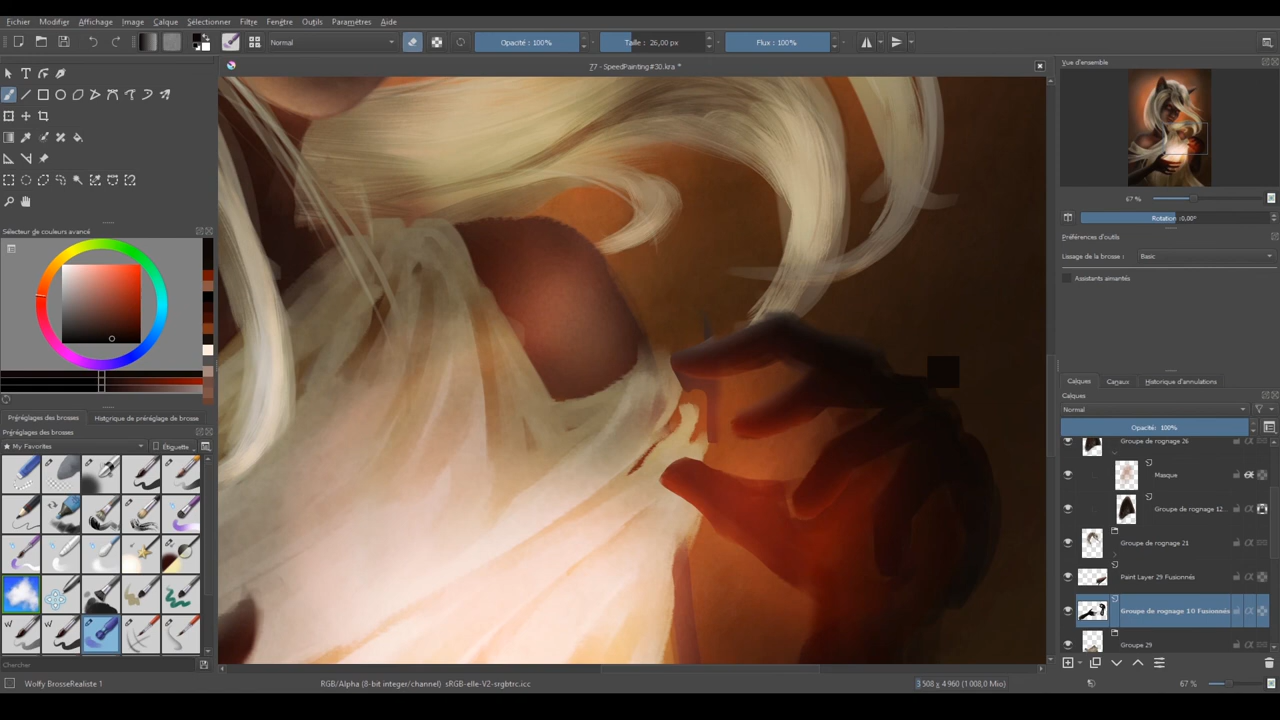 Fichier Modifier Affichage Image Calque Sélectionner Filtre Fenêtre Outils Paramètres Aide
Normal Opacité : 100% Taille : 26,00 px Flux : 100%
77 - SpeedPainting#30.kra *
Vue d'ensemble
67 %
Rotation :0,00°
Préférences d'outils
Lissage de la brosse : Basic
Assistants aimantés
Sélecteur de couleurs avancé
Préréglages des brosses Historique de préréglage de brosse
Préréglages des brosses
My Favorites Étiquette
Chercher
Calques Canaux Historique d'annulations
Calques
Normal
Opacité: 100%
Groupe de rognage 26
Masque
Groupe de rognage 12...
Groupe de rognage 21
Paint Layer 29 Fusionnés
Groupe de rognage 10 Fusionnés
Groupe 29
Wolfy BrosseRealiste 1 RGB/Alpha (8-bit integer/channel) sRGB-elle-V2-srgbtrc.icc 3 508 x 4 960 (1 008,0 Mio) 67 %